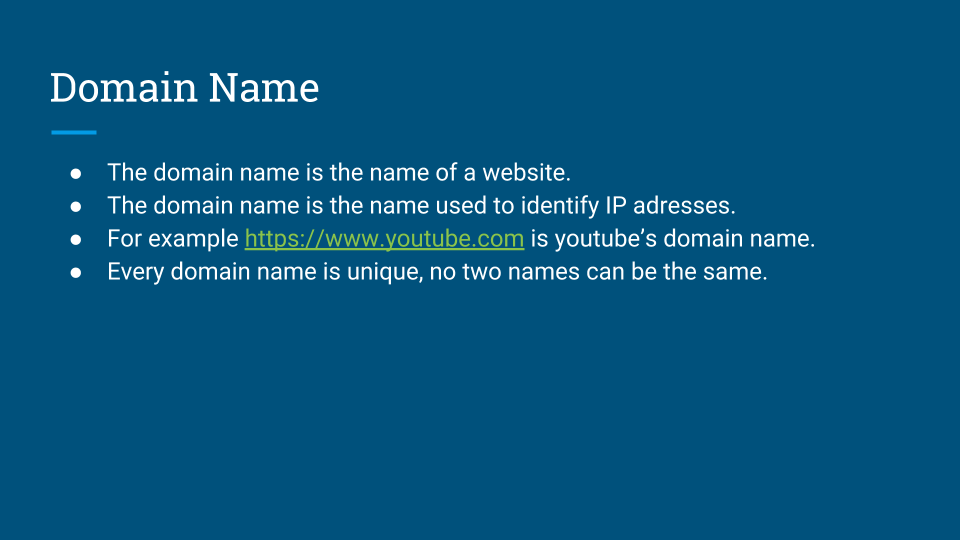 Domain Name
● The domain name is the name of a website.
● The domain name is the name used to identify IP adresses.
● For example https://www.youtube.com is youtube’s domain name.
● Every domain name is unique, no two names can be the same.